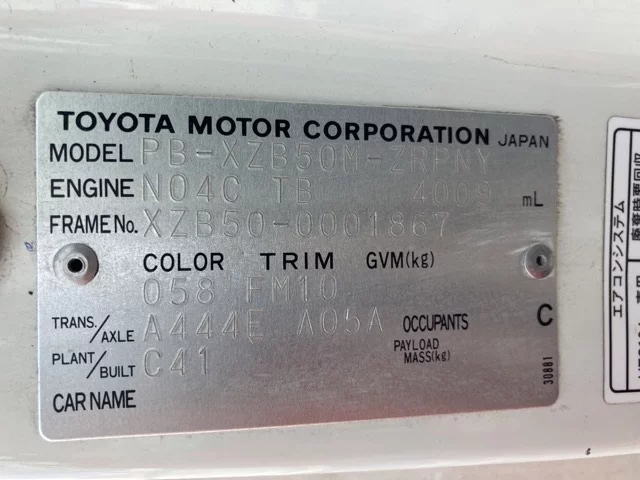 TOYOTA MOTOR CORPORATION JAPAN
MODEL PB-XZB50M-ZRPNY
ENGINE N04C TB 4009 mL
FRAME No. XZB50-0001867
COLOR TRIM GVM(kg)
058 FM10
TRANS./AXLE A444E A05A OCCUPANTS C
PAYLOAD MASS(kg)
PLANT/BUILT C41
CAR NAME
30881
エアコンシステム